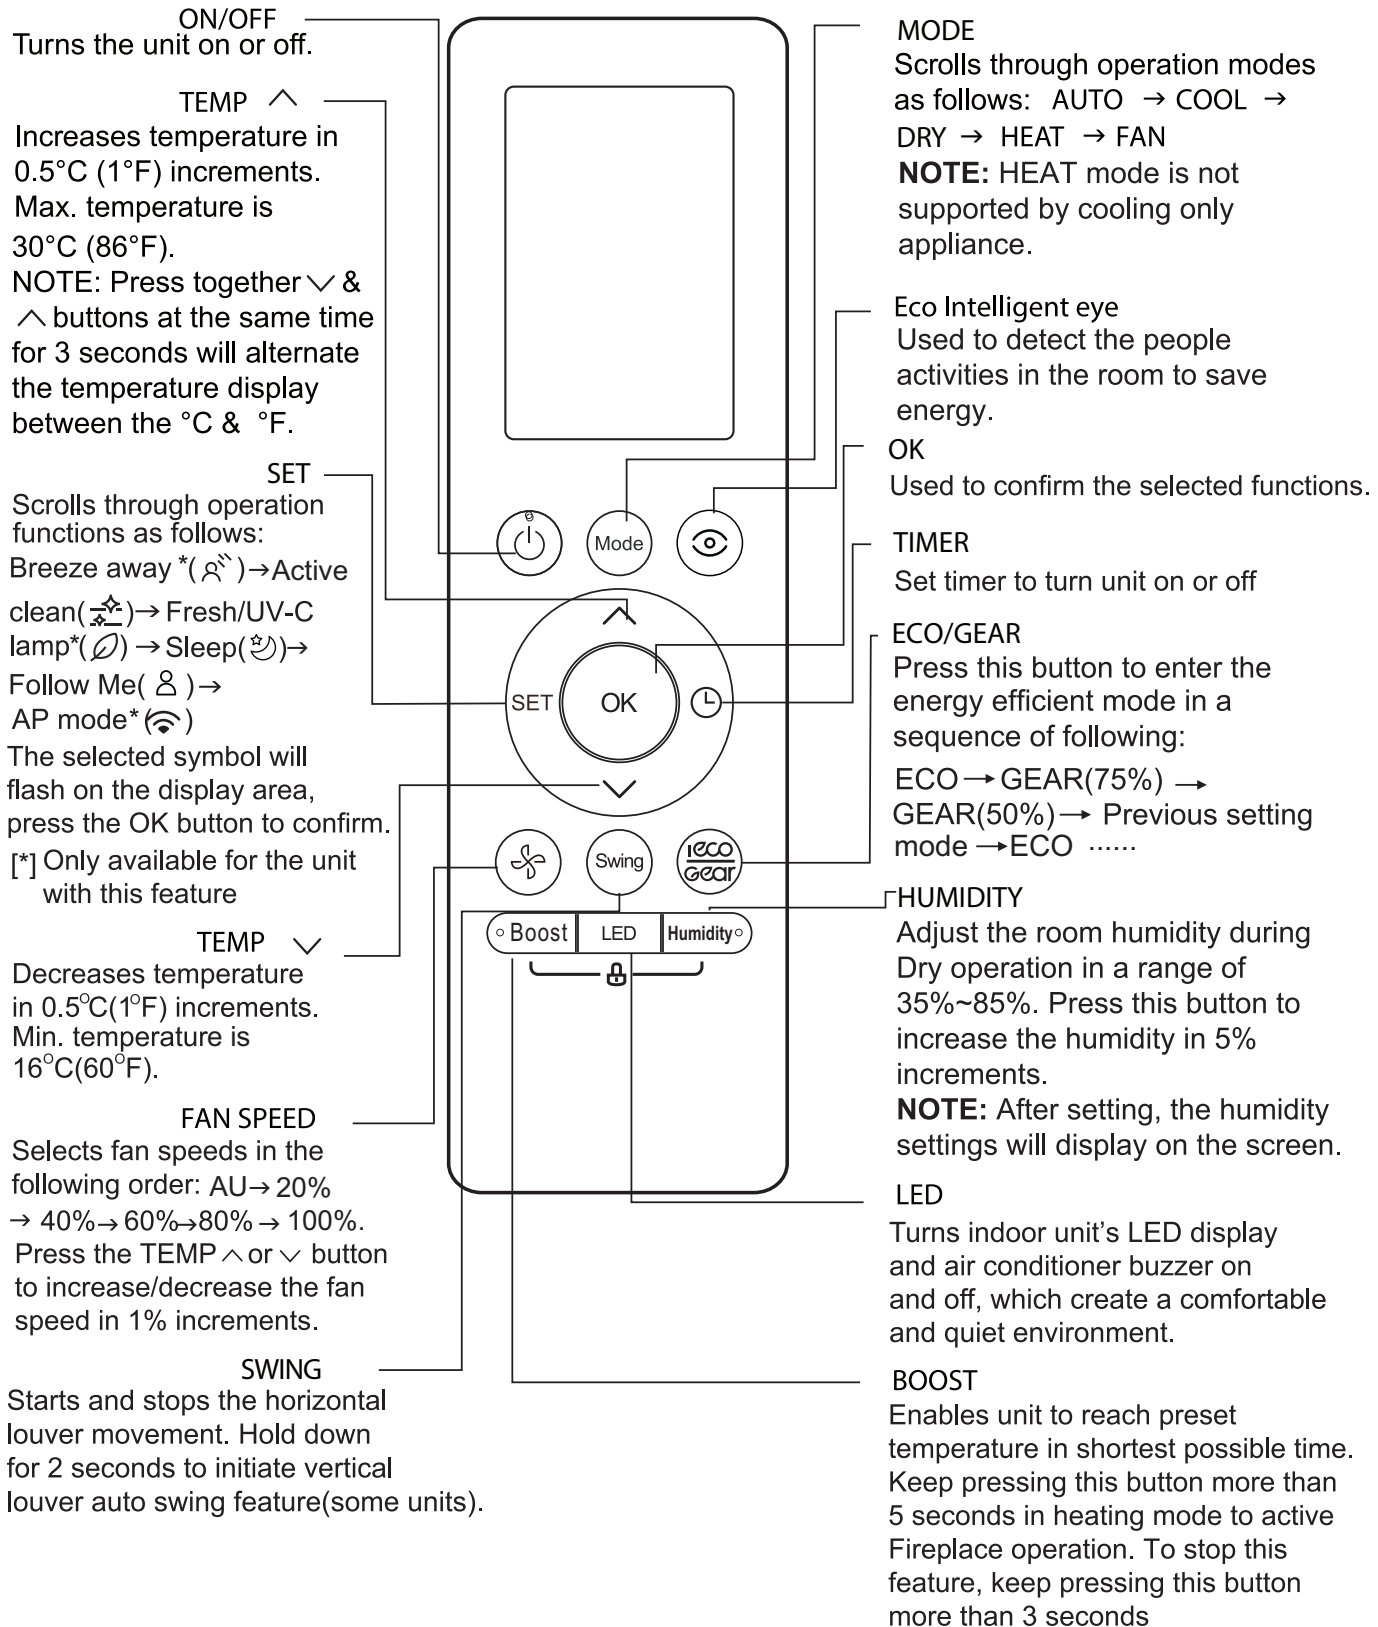 ON/OFF
Turns the unit on or off.
TEMP
Increases temperature in
0.5°C (1°F) increments.
Max. temperature is
30°C (86°F).
NOTE: Press together &
buttons at the same time
for 3 seconds will alternate
the temperature display
between the °C & °F.
SET
Scrolls through operation
functions as follows:
Breeze away *( )→Active
clean( )→ Fresh/UV-C
lamp*( ) → Sleep( )→
Follow Me( )→
AP mode*( )
The selected symbol will
flash on the display area,
press the OK button to confirm.
[*] Only available for the unit
with this feature
TEMP
Decreases temperature
in 0.5°C(1°F) increments.
Min. temperature is
16°C(60°F).
FAN SPEED
Selects fan speeds in the
following order: AU→ 20%
→ 40%→ 60%→80% → 100%.
Press the TEMP or button
to increase/decrease the fan
speed in 1% increments.
SWING
Starts and stops the horizontal
louver movement. Hold down
for 2 seconds to initiate vertical
louver auto swing feature(some units).
Mode
SET
OK
Swing
ECO
Gear
Boost
LED
Humidity
MODE
Scrolls through operation modes
as follows: AUTO → COOL →
DRY → HEAT → FAN
NOTE: HEAT mode is not
supported by cooling only
appliance.
Eco Intelligent eye
Used to detect the people
activities in the room to save
energy.
OK
Used to confirm the selected functions.
TIMER
Set timer to turn unit on or off
ECO/GEAR
Press this button to enter the
energy efficient mode in a
sequence of following:
ECO → GEAR(75%) →
GEAR(50%)→ Previous setting
mode →ECO ······
HUMIDITY
Adjust the room humidity during
Dry operation in a range of
35%~85%. Press this button to
increase the humidity in 5%
increments.
NOTE: After setting, the humidity
settings will display on the screen.
LED
Turns indoor unit's LED display
and air conditioner buzzer on
and off, which create a comfortable
and quiet environment.
BOOST
Enables unit to reach preset
temperature in shortest possible time.
Keep pressing this button more than
5 seconds in heating mode to active
Fireplace operation. To stop this
feature, keep pressing this button
more than 3 seconds